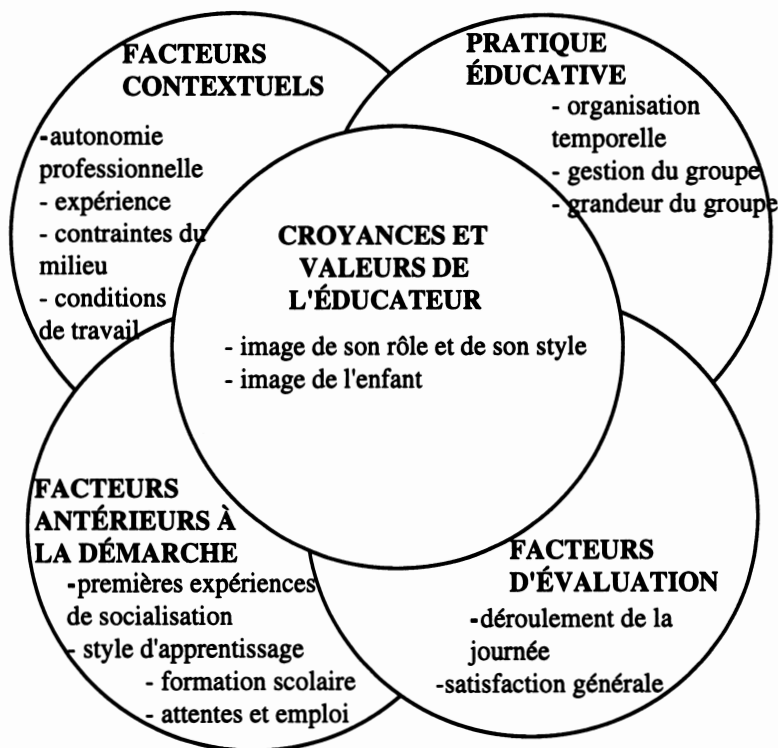 FACTEURS
CONTEXTUELS
-autonomie
professionnelle
- expérience
- contraintes du
milieu
- conditions
de travail
PRATIQUE
ÉDUCATIVE
- organisation
temporelle
- gestion du groupe
- grandeur du groupe
CROYANCES ET
VALEURS DE
L'ÉDUCATEUR
- image de son rôle et de son style
- image de l'enfant
FACTEURS
ANTÉRIEURS À
LA DÉMARCHE
-premières expériences
de socialisation
- style d'apprentissage
- formation scolaire
- attentes et emploi
FACTEURS
D'ÉVALUATION
-déroulement de la
journée
-satisfaction générale